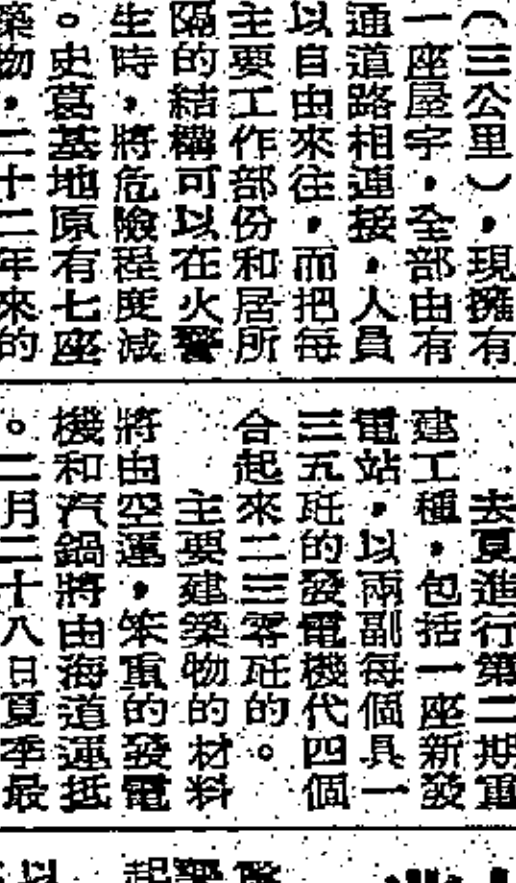 （三公里），現擁有
一座屋宇，全部由有
通道路相連接，人員
以自由來往，而把每
主要工作部份和居所
隔的結構可以在火警
生時，將危險程度減
。史葛基地原有七座
築物，二十二年來的
去夏進行第二期重
建工種，包括一座新發
電站，以兩副每個具一
三五瓩的發電機代四個
合起來二三零瓩的。
主要建築物的材料
將由空運，笨重的發電
機和汽鍋將由海道運抵
。二月二十八日夏季最